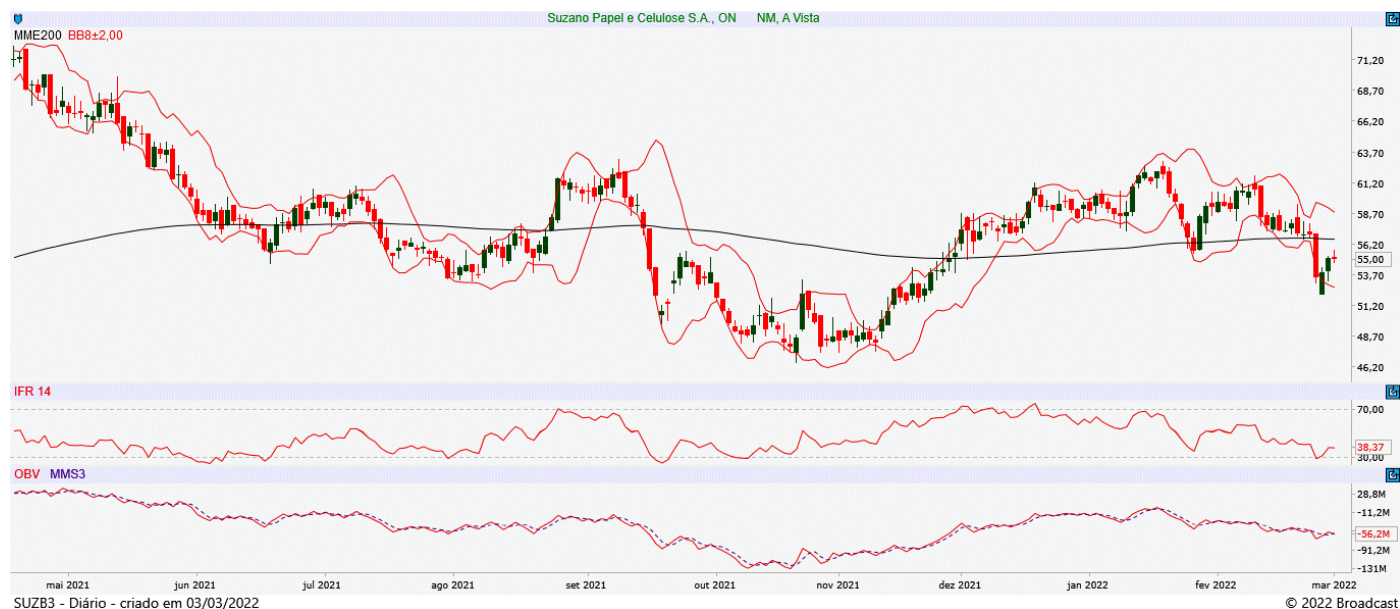 Suzano Papel e Celulose S.A., ON NM, A Vista
MME200 BB8±2,00
71,20
68,70
66,20
63,70
61,20
58,70
56,20
55,00
53,70
51,20
48,70
46,20
IFR 14
70,00
38,37
30,00
OBV MMS3
28,8M
-11,2M
-56,2M
-91,2M
-131M
mai 2021 jun 2021 jul 2021 ago 2021 set 2021 out 2021 nov 2021 dez 2021 jan 2022 fev 2022 mar 2022
SUZB3 - Diário - criado em 03/03/2022 © 2022 Broadcast